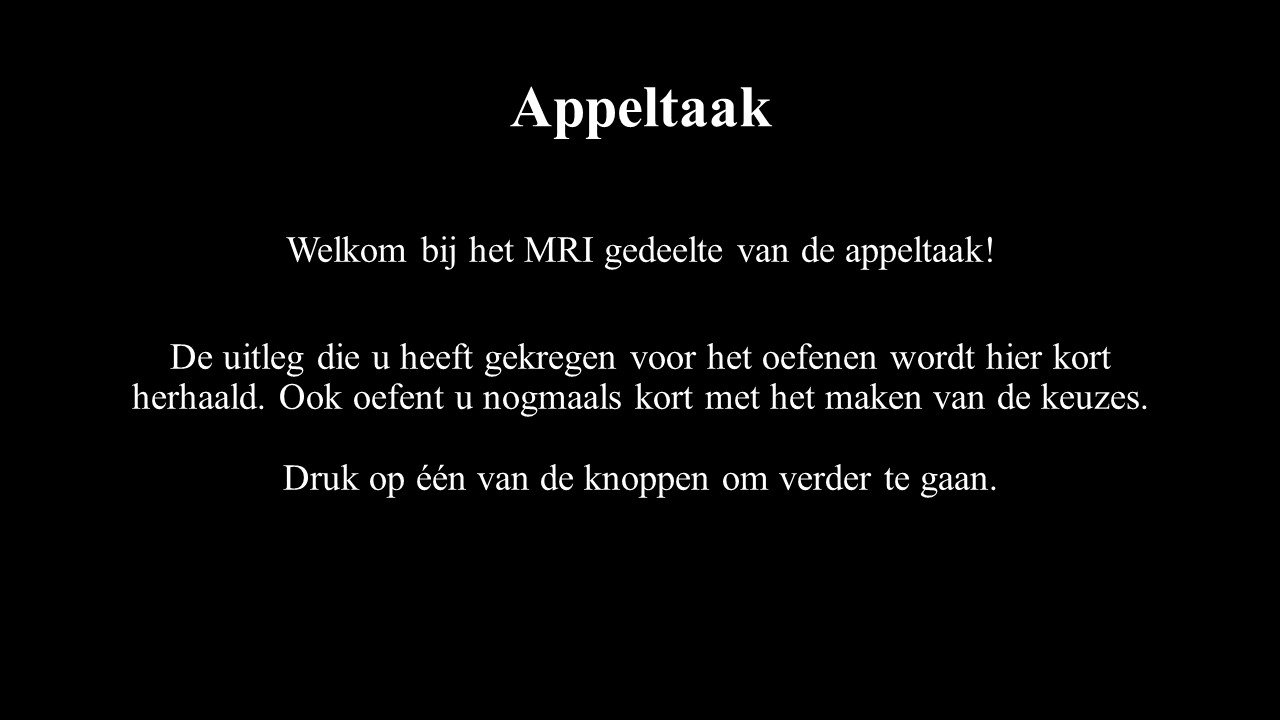 Appeltaak
Welkom bij het MRI gedeelte van de appeltaak!
De uitleg die u heeft gekregen voor het oefenen wordt hier kort
herhaald. Ook oefent u nogmaals kort met het maken van de keuzes.
Druk op één van de knoppen om verder te gaan.